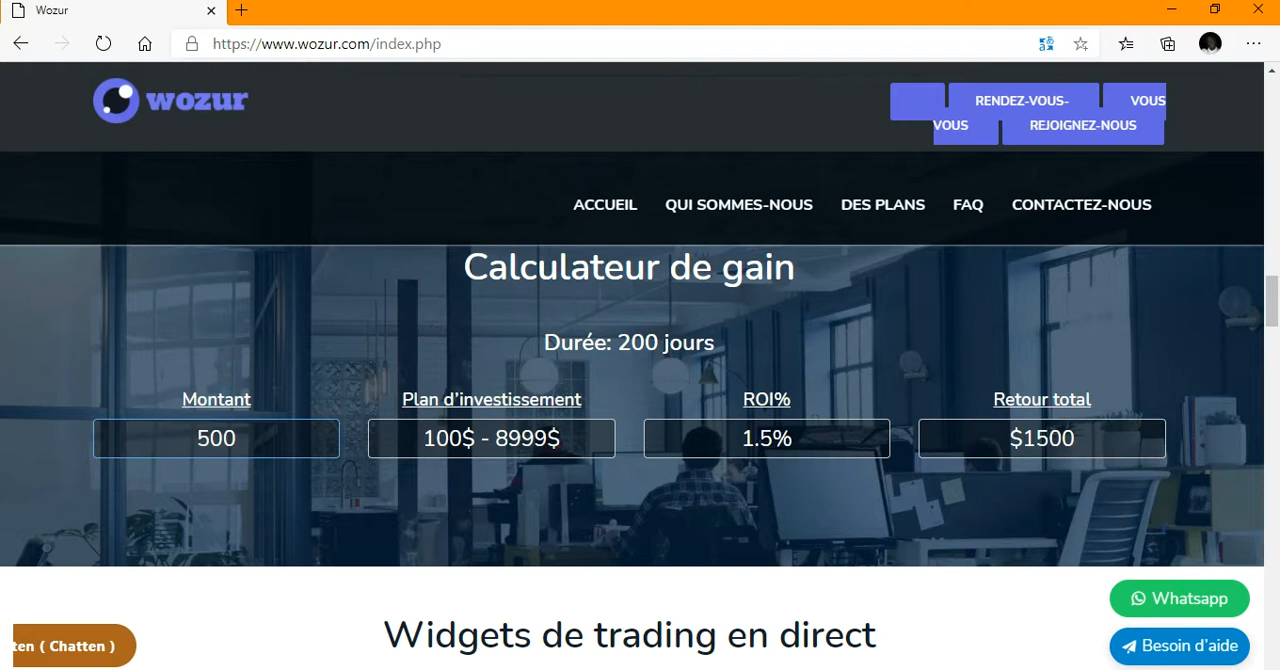 Wozur
https://www.wozur.com/index.php
wozur
RENDEZ-VOUS- VOUS
VOUS REJOIGNEZ-NOUS
ACCUEIL QUI SOMMES-NOUS DES PLANS FAQ CONTACTEZ-NOUS
Calculateur de gain
Durée: 200 jours
Montant Plan d'investissement ROI% Retour total
500 100$ - 8999$ 1.5% $1500
Whatsapp
Widgets de trading en direct
( Chatten ) Besoin d'aide